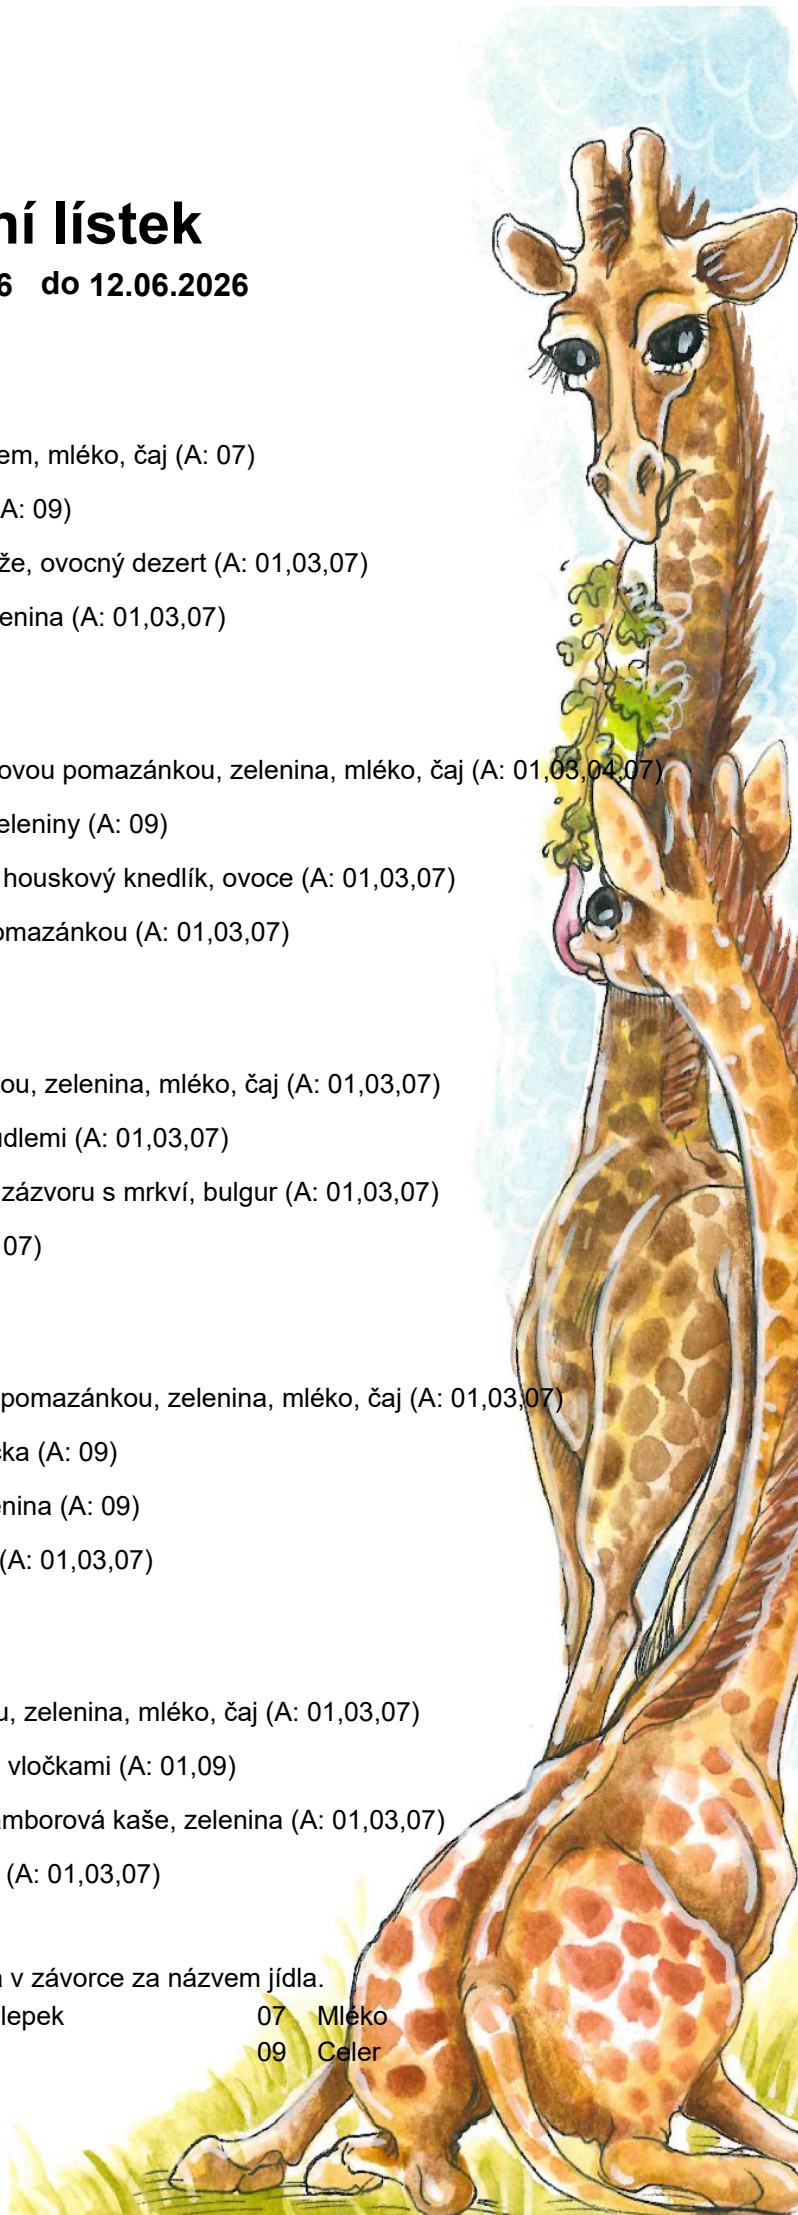 ní lístek
6 do 12.06.2026
em, mléko, čaj (A: 07)
A: 09)
že, ovocný dezert (A: 01,03,07)
enina (A: 01,03,07)
ovou pomazánkou, zelenina, mléko, čaj (A: 01,03,04,07)
eleniny (A: 09)
houskový knedlík, ovoce (A: 01,03,07)
omazánkou (A: 01,03,07)
ou, zelenina, mléko, čaj (A: 01,03,07)
udlemi (A: 01,03,07)
zázvoru s mrkví, bulgur (A: 01,03,07)
07)
pomazánkou, zelenina, mléko, čaj (A: 01,03,07)
čka (A: 09)
enina (A: 09)
(A: 01,03,07)
u, zelenina, mléko, čaj (A: 01,03,07)
vločkami (A: 01,09)
amborová kaše, zelenina (A: 01,03,07)
(A: 01,03,07)
a v závorce za názvem jídla.
lepek 07 Mléko
09 Celer